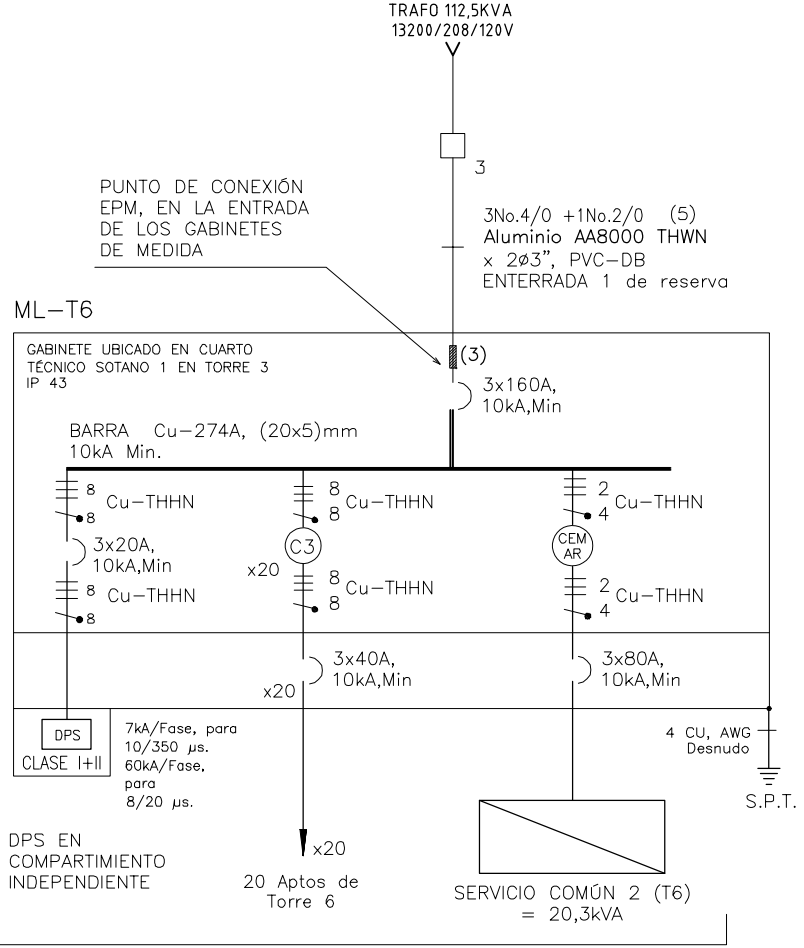 TRAFO 112,5KVA
13200/208/120V
3
PUNTO DE CONEXIÓN
EPM, EN LA ENTRADA
DE LOS GABINETES
DE MEDIDA
3No.4/0 +1No.2/0 (5)
Aluminio AA8000 THWN
x 2ø3", PVC-DB
ENTERRADA 1 de reserva
ML-T6
GABINETE UBICADO EN CUARTO
TÉCNICO SOTANO 1 EN TORRE 3
IP 43
(3)
3x160A,
10kA,Min
BARRA Cu-274A, (20x5)mm
10kA Min.
8
Cu-THHN
8
3x20A,
10kA,Min
8
Cu-THHN
8
8
Cu-THHN
8
C3
x20
8
Cu-THHN
8
2
Cu-THHN
4
CEM
AR
2
Cu-THHN
4
3x40A,
10kA,Min
x20
3x80A,
10kA,Min
DPS
CLASE I+II
7kA/Fase, para
10/350 µs.
60kA/Fase,
para
8/20 µs.
4 CU, AWG
Desnudo
S.P.T.
DPS EN
COMPARTIMIENTO
INDEPENDIENTE
x20
20 Aptos de
Torre 6
SERVICIO COMÚN 2 (T6)
= 20,3kVA